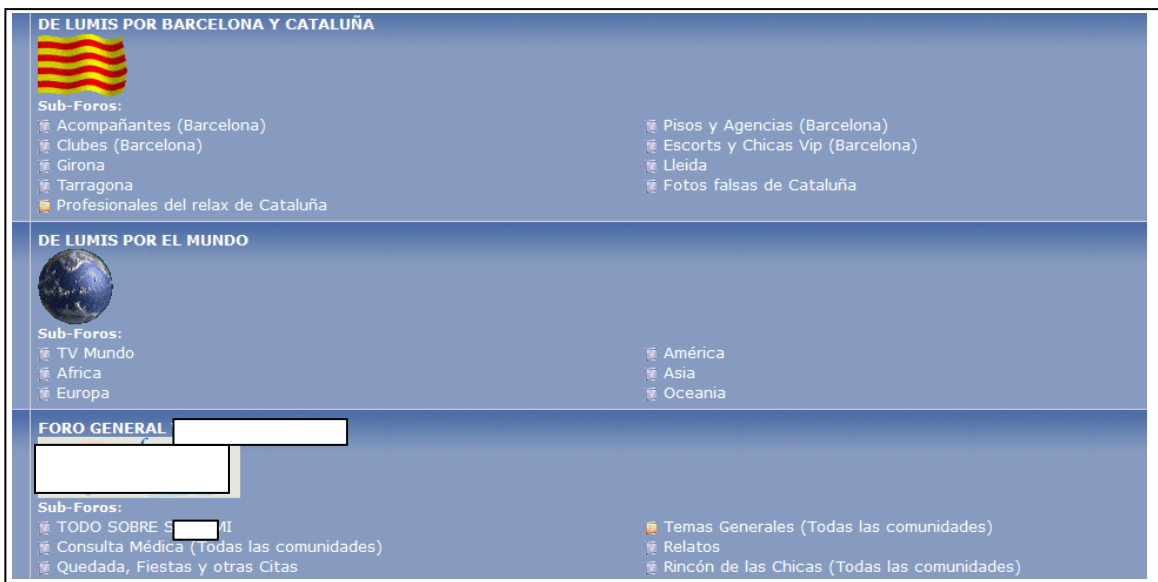 DE LUMIS POR BARCELONA Y CATALUÑA
Sub-Foros:
Acompañantes (Barcelona) Pisos y Agencias (Barcelona)
Clubes (Barcelona) Escorts y Chicas Vip (Barcelona)
Girona Lleida
Tarragona Fotos falsas de Cataluña
Profesionales del relax de Cataluña
DE LUMIS POR EL MUNDO
Sub-Foros:
TV Mundo América
Africa Asia
Europa Oceania
FORO GENERAL
Sub-Foros:
TODO SOBRE Temas Generales (Todas las comunidades)
Consulta Médica (Todas las comunidades) Relatos
Quedada, Fiestas y otras Citas Rincón de las Chicas (Todas las comunidades)